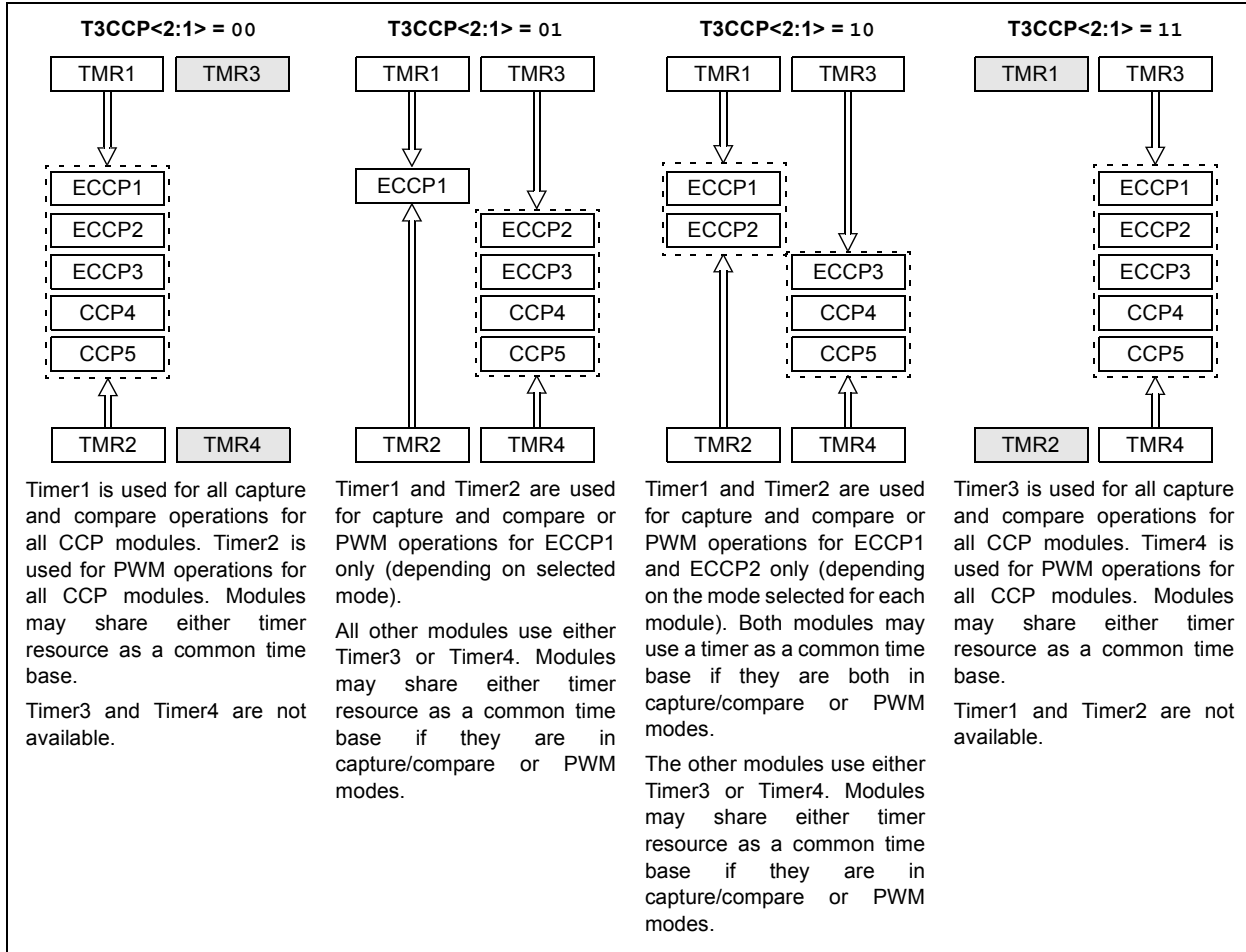 T3CCP<2:1> = 00
TMR1 TMR3
ECCP1
ECCP2
ECCP3
CCP4
CCP5
TMR2 TMR4
Timer1 is used for all capture
and compare operations for
all CCP modules. Timer2 is
used for PWM operations for
all CCP modules. Modules
may share either timer
resource as a common time
base.
Timer3 and Timer4 are not
available.
T3CCP<2:1> = 01
TMR1 TMR3
ECCP1
ECCP2
ECCP3
CCP4
CCP5
TMR2 TMR4
Timer1 and Timer2 are used
for capture and compare or
PWM operations for ECCP1
only (depending on selected
mode).
All other modules use either
Timer3 or Timer4. Modules
may share either timer
resource as a common time
base if they are in
capture/compare or PWM
modes.
T3CCP<2:1> = 10
TMR1 TMR3
ECCP1
ECCP2
ECCP3
CCP4
CCP5
TMR2 TMR4
Timer1 and Timer2 are used
for capture and compare or
PWM operations for ECCP1
and ECCP2 only (depending
on the mode selected for each
module). Both modules may
use a timer as a common time
base if they are both in
capture/compare or PWM
modes.
The other modules use either
Timer3 or Timer4. Modules
may share either timer
resource as a common time
base if they are in
capture/compare or PWM
modes.
T3CCP<2:1> = 11
TMR1 TMR3
ECCP1
ECCP2
ECCP3
CCP4
CCP5
TMR2 TMR4
Timer3 is used for all capture
and compare operations for
all CCP modules. Timer4 is
used for PWM operations for
all CCP modules. Modules
may share either timer
resource as a common time
base.
Timer1 and Timer2 are not
available.